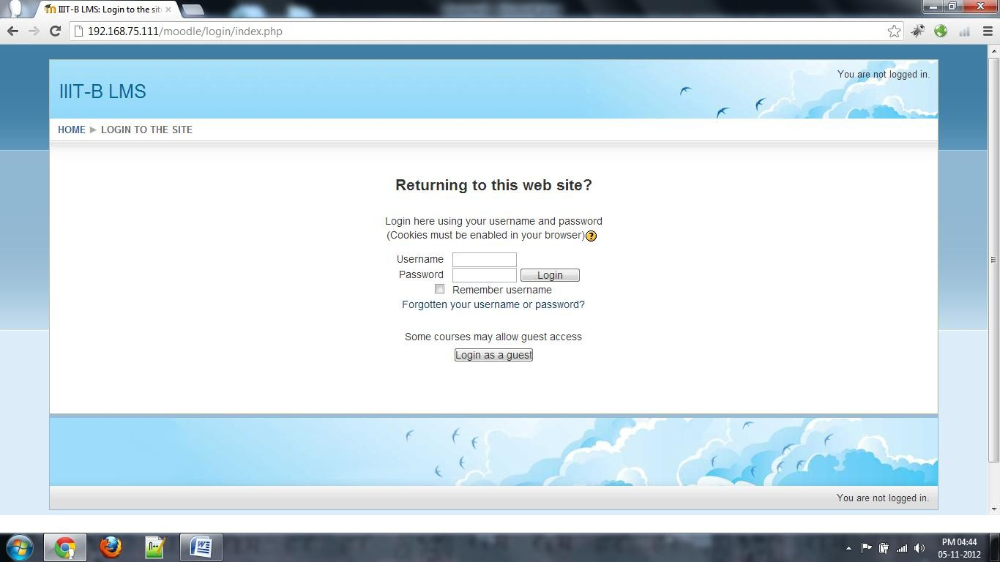 IIIT-B LMS: Login to the sit
192.168.75.111/moodle/login/index.php
You are not logged in.
IIIT-B LMS
HOME ► LOGIN TO THE SITE
Returning to this web site?
Login here using your username and password
(Cookies must be enabled in your browser)?
Username
Password Login
Remember username
Forgotten your username or password?
Some courses may allow guest access
Login as a guest
You are not logged in.
PM 04:44
05-11-2012